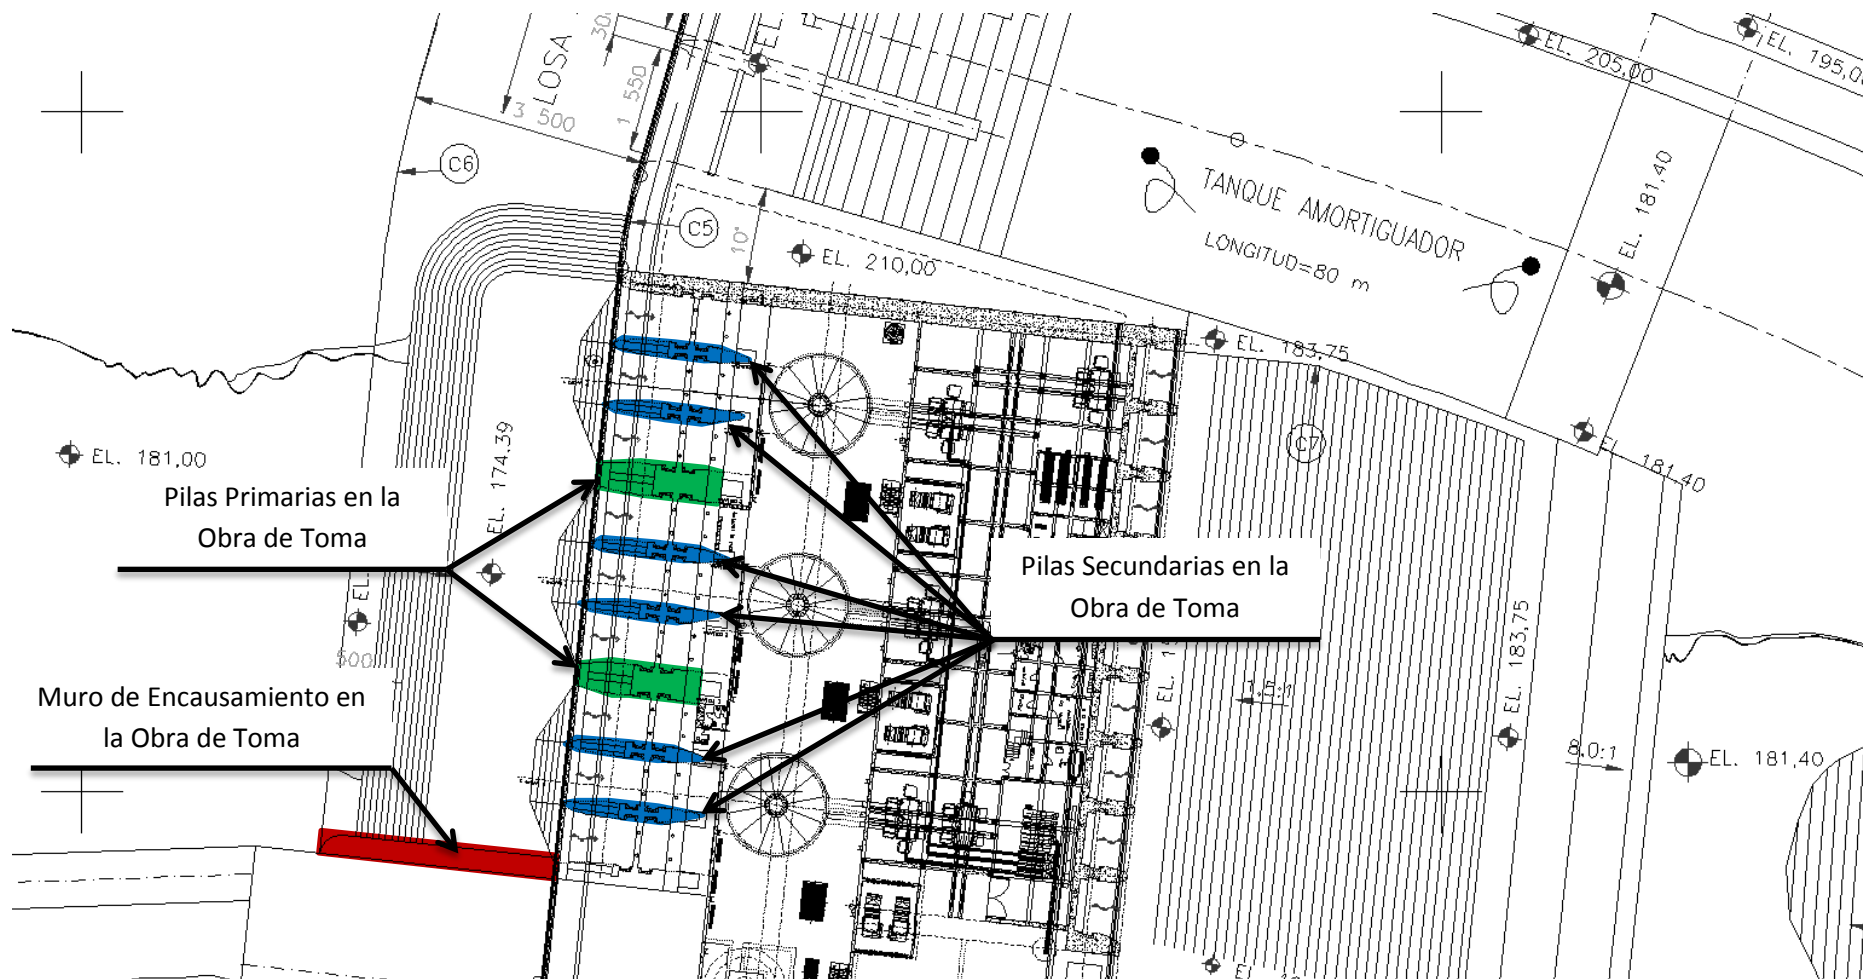 LOSA
3 500
1 550
C6
C5
10°
EL. 210,00
EL. 205,00
EL. 195,0
TANQUE AMORTIGUADOR
LONGITUD=80 m
EL. 181,40
EL. 183,75
C7
EL. 181,00
EL. 174.39
181,40
Pilas Primarias en la
Obra de Toma
Pilas Secundarias en la
Obra de Toma
EL.
500
Muro de Encausamiento en
la Obra de Toma
1.5:1
EL. 183,75
8.0:1
EL. 181,40